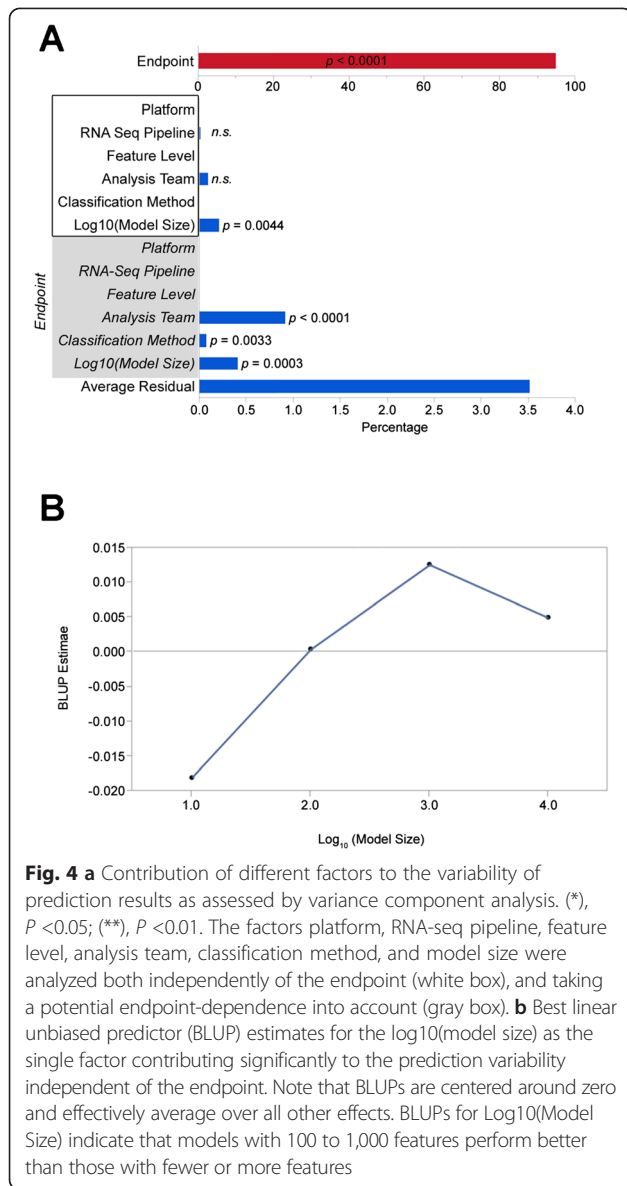 A
Endpoint
p < 0.0001
0 20 40 60 80 100
Platform
RNA Seq Pipeline
n.s.
Feature Level
Analysis Team
n.s.
Classification Method
Log10(Model Size)
p = 0.0044
Endpoint
Platform
RNA-Seq Pipeline
Feature Level
Analysis Team
p < 0.0001
Classification Method
p = 0.0033
Log10(Model Size)
p = 0.0003
Average Residual
0.0 0.5 1.0 1.5 2.0 2.5 3.0 3.5 4.0
Percentage
B
BLUP Estimae
0.015
0.010
0.005
0.000
-0.005
-0.010
-0.015
-0.020
1.0 2.0 3.0 4.0
Log10 (Model Size)
Fig. 4 a Contribution of different factors to the variability of
prediction results as assessed by variance component analysis. (*),
P <0.05; (**), P <0.01. The factors platform, RNA-seq pipeline, feature
level, analysis team, classification method, and model size were
analyzed both independently of the endpoint (white box), and taking
a potential endpoint-dependence into account (gray box). b Best linear
unbiased predictor (BLUP) estimates for the log10(model size) as the
single factor contributing significantly to the prediction variability
independent of the endpoint. Note that BLUPs are centered around zero
and effectively average over all other effects. BLUPs for Log10(Model
Size) indicate that models with 100 to 1,000 features perform better
than those with fewer or more features